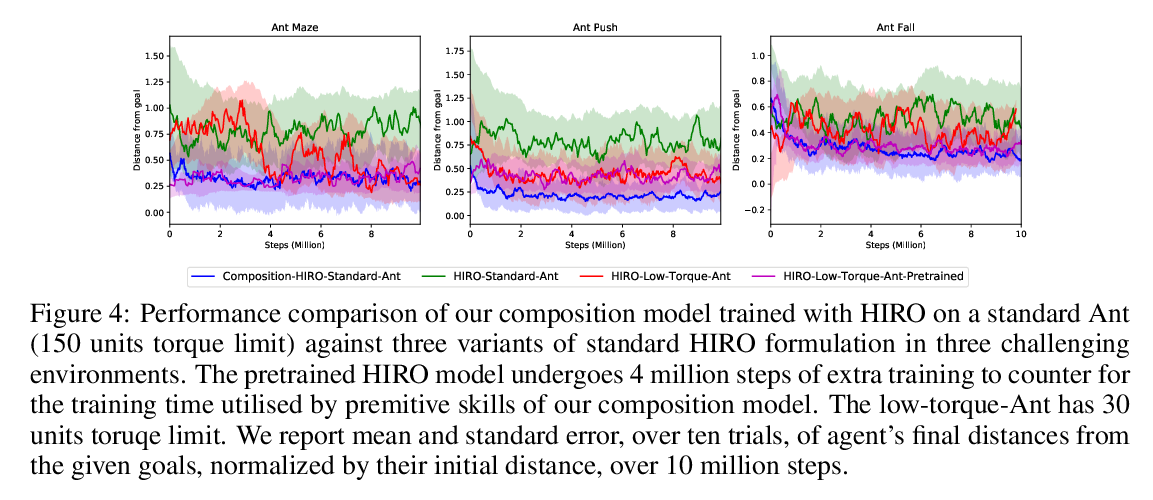 Ant Maze
Ant Push
Ant Fall
Distance from goal
1.50
1.25
1.00
0.75
0.50
0.25
0.00
0 2 4 6 8
Steps (Million)
Distance from goal
1.75
1.50
1.25
1.00
0.75
0.50
0.25
0.00
0 2 4 6 8
Steps (Million)
Distance from goal
1.0
0.8
0.6
0.4
0.2
0.0
−0.2
0 2 4 6 8 10
Steps (Million)
Composition-HIRO-Standard-Ant HIRO-Standard-Ant HIRO-Low-Torque-Ant HIRO-Low-Torque-Ant-Pretrained
Figure 4: Performance comparison of our composition model trained with HIRO on a standard Ant
(150 units torque limit) against three variants of standard HIRO formulation in three challenging
environments. The pretrained HIRO model undergoes 4 million steps of extra training to counter for
the training time utilised by premitive skills of our composition model. The low-torque-Ant has 30
units toruqe limit. We report mean and standard error, over ten trials, of agent's final distances from
the given goals, normalized by their initial distance, over 10 million steps.